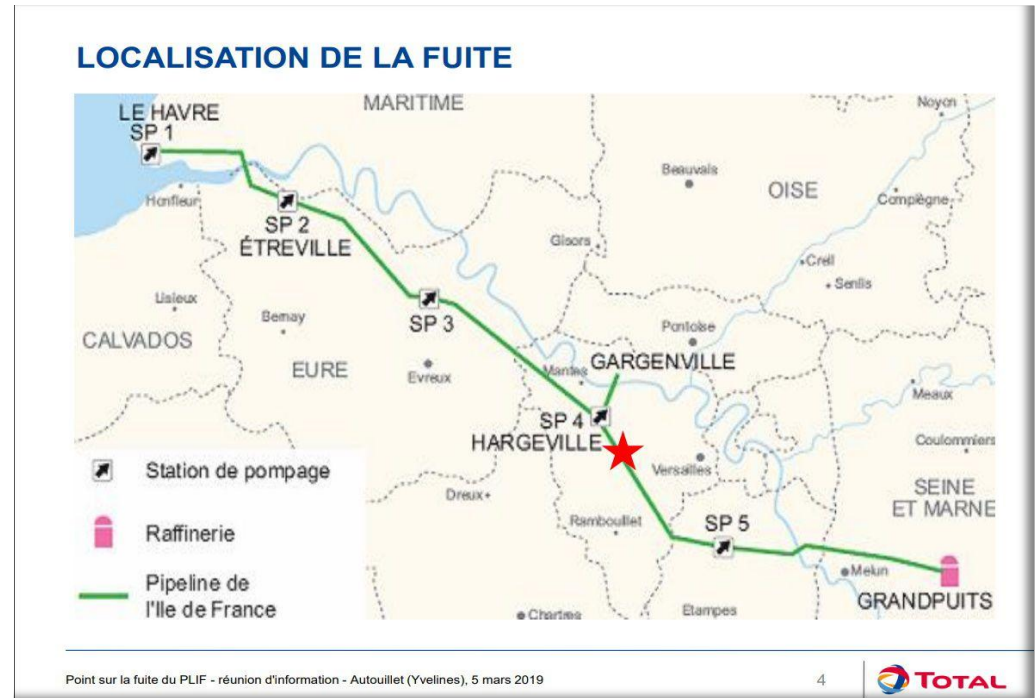 LOCALISATION DE LA FUITE
LE HAVRE
SP 1
MARITIME
Noyon
Beauvais
OISE
Compiègne
Honfleur
SP 2
ÉTREVILLE
Gisors
Creil
Senlis
Lisieux
Bernay
SP 3
Pontoise
CALVADOS
EURE
Evreux
Mantes
GARGENVILLE
Meaux
SP 4
HARGEVILLE
Coulommiers
Station de pompage
Versailles
Dreux
SEINE
ET MARNE
Raffinerie
Rambouillet
SP 5
Pipeline de
l'Ile de France
Melun
GRANDPUITS
Chartres
Etampes
Point sur la fuite du PLIF - réunion d'information - Autouillet (Yvelines), 5 mars 2019
4
TOTAL